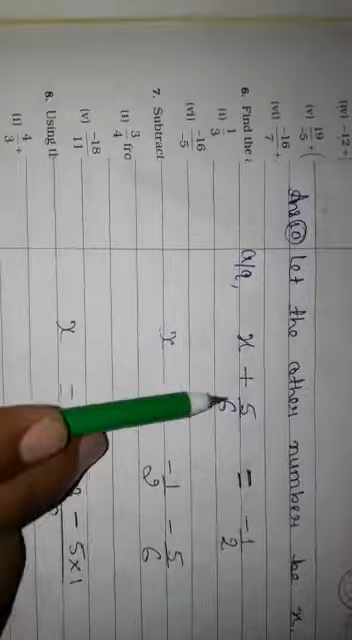 (iv) -12 +
(v) 19/-5 + (
(vi) -16/7 +
6. Find the
(i) 1/3
(vi) -16/-5
7. Subtract
(i) 3/4 fro
(v) -18/11
8. Using th
(i) 4/3 +
Ans (10) Let the other number be x.
a/q, x + 5/6 = -1/2
x -1/2 - 5/6
x = - 5×1